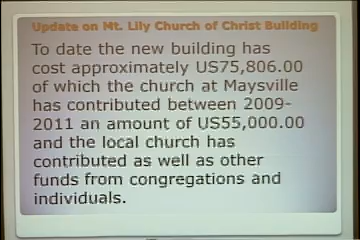 Update on Mt. Lily Church of Christ Building
To date the new building has
cost approximately US75,806.00
of which the church at Maysville
has contributed between 2009-
2011 an amount of US55,000.00
and the local church has
contributed as well as other
funds from congregations and
individuals.